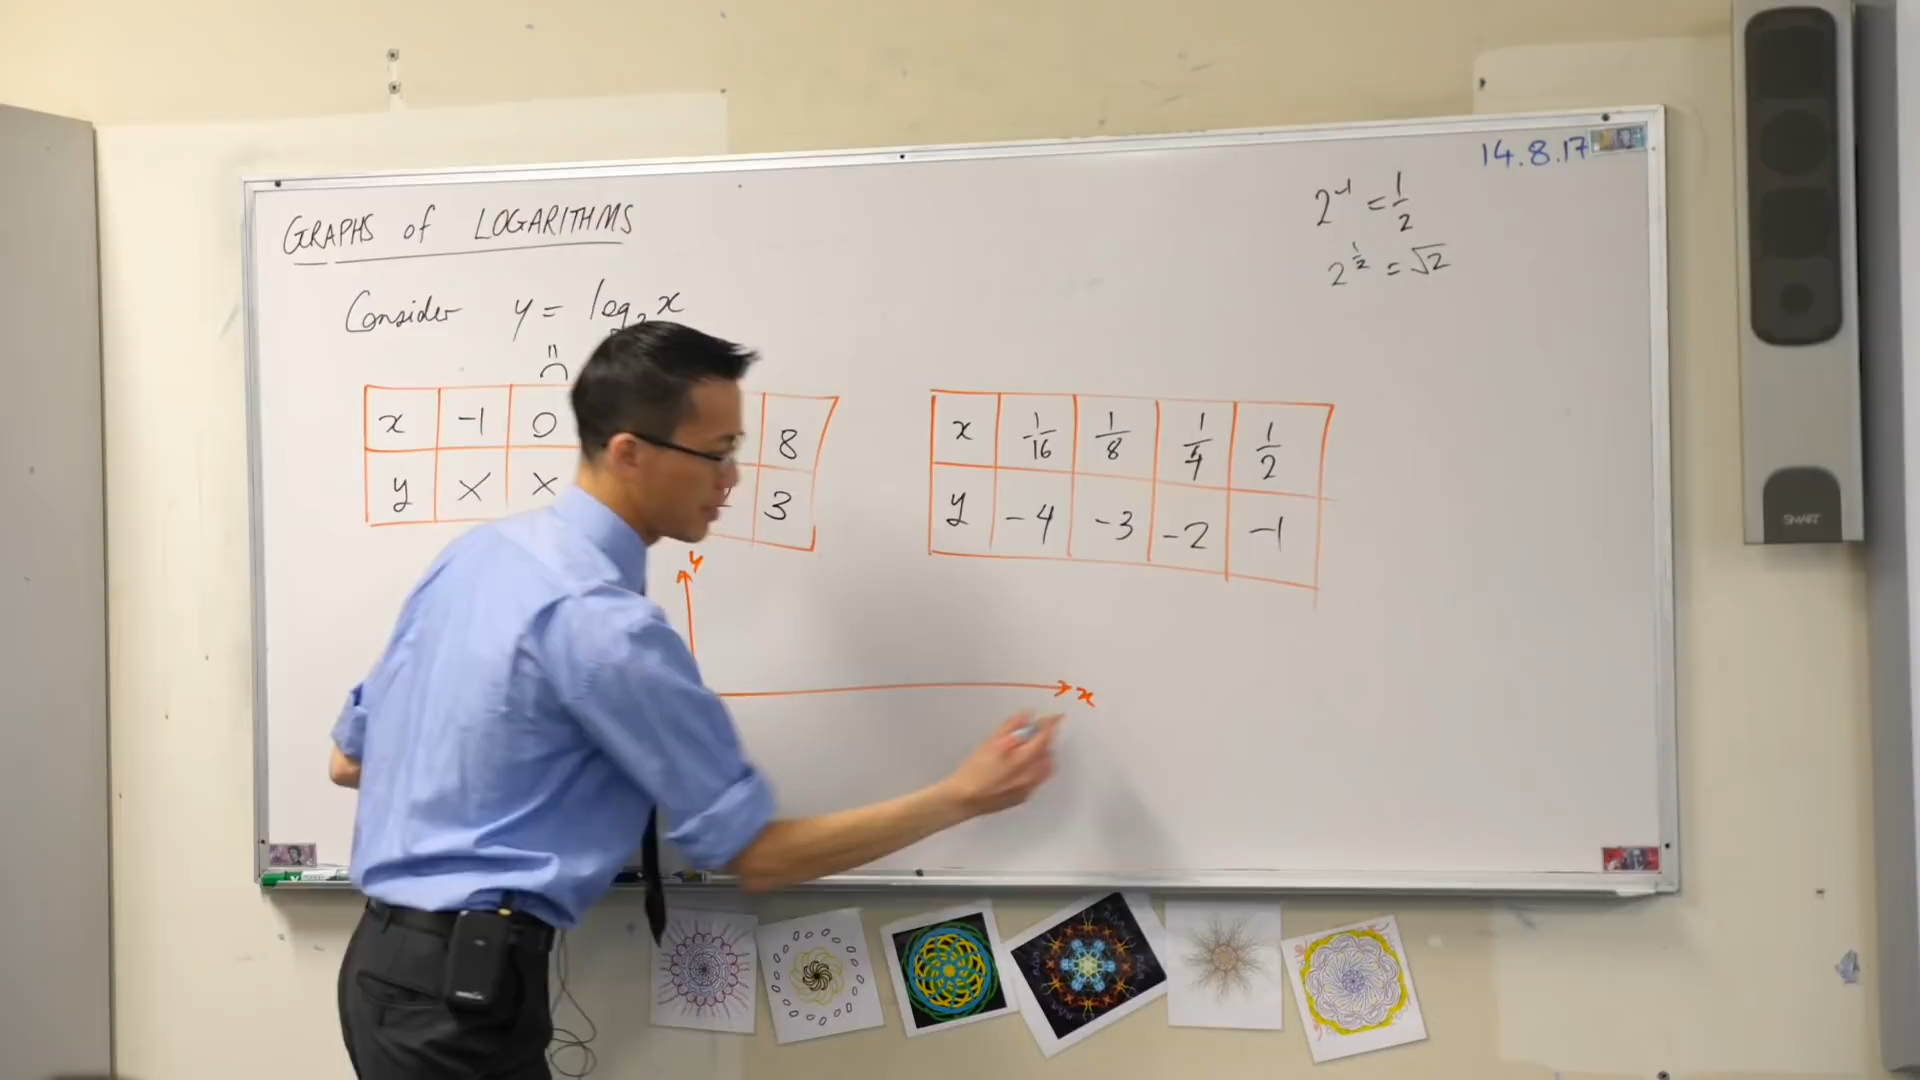 14.8.17
GRAPHS of LOGARITHMS
2^-1 = 1/2
2^1/2 = √2
Consider y = log₂x
x -1 0 8
y × × 3
x 1/16 1/8 1/4 1/2
y -4 -3 -2 -1
y
x
SMART